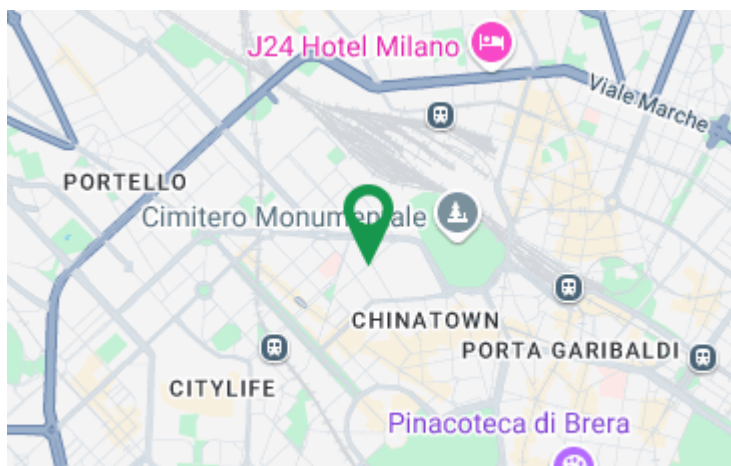 J24 Hotel Milano
Viale Marche
PORTELLO
Cimitero Monumentale
CHINATOWN
PORTA GARIBALDI
CITYLIFE
Pinacoteca di Brera